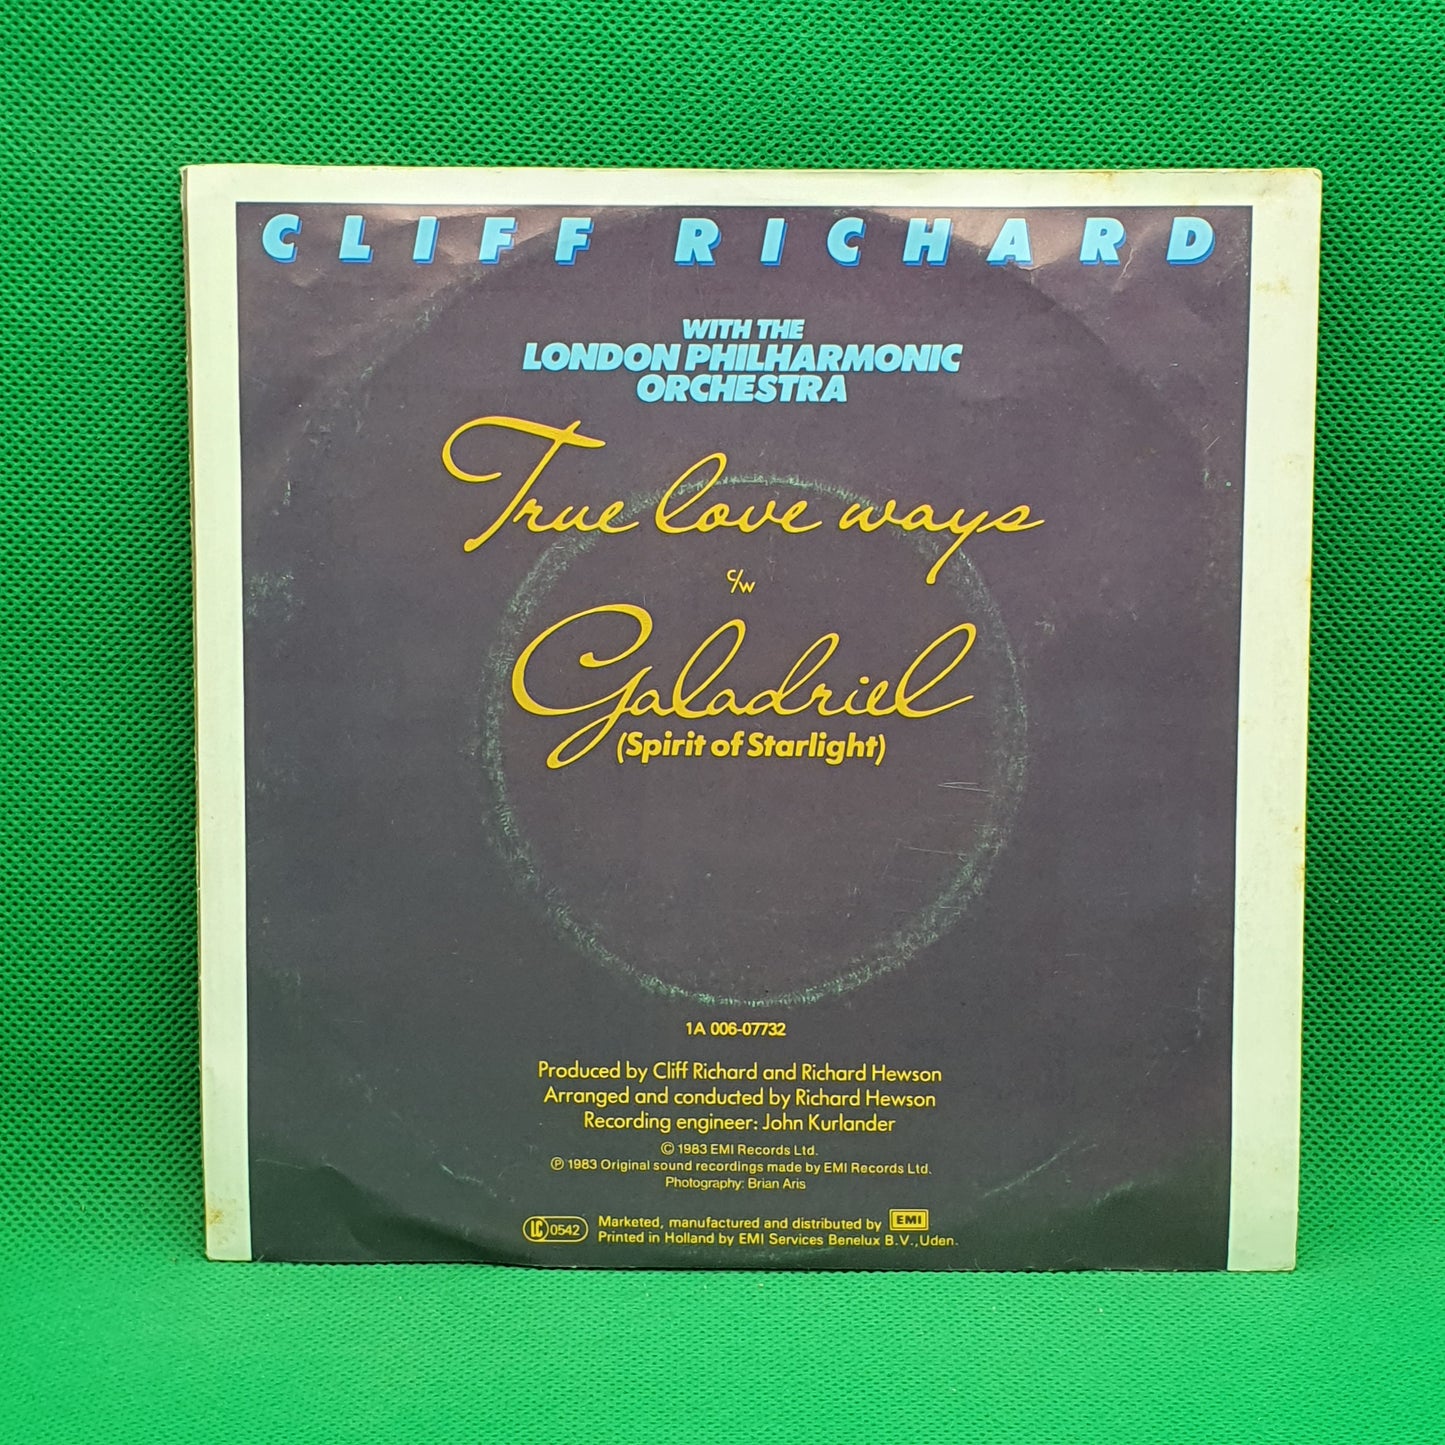 CLIFF RICHARD
WITH THE
LONDON PHILHARMONIC
ORCHESTRA
True love ways
c/w
Galadriel
(Spirit of Starlight)
1A 006-07732
Produced by Cliff Richard and Richard Hewson
Arranged and conducted by Richard Hewson
Recording engineer: John Kurlander
© 1983 EMI Records Ltd.
℗ 1983 Original sound recordings made by EMI Records Ltd.
Photography: Brian Aris
LC 0542
Marketed, manufactured and distributed by EMI
Printed in Holland by EMI Services Benelux B.V., Uden.